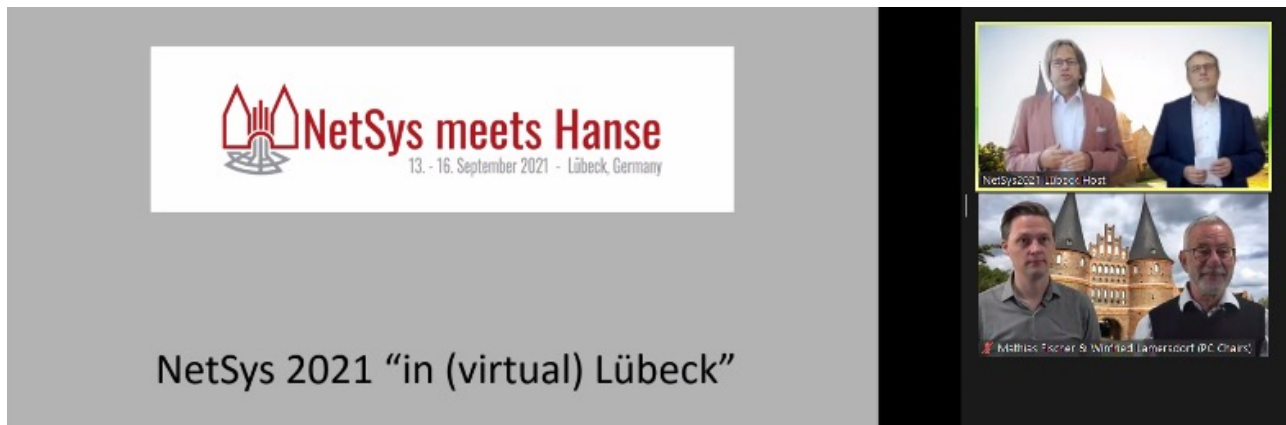 NetSys meets Hanse
13. - 16. September 2021 - Lübeck, Germany
NetSys 2021 “in (virtual) Lübeck”
NetSys2021 Lübeck Host
Mathias Fischer & Winfried Lamersdorf (PC Chairs)